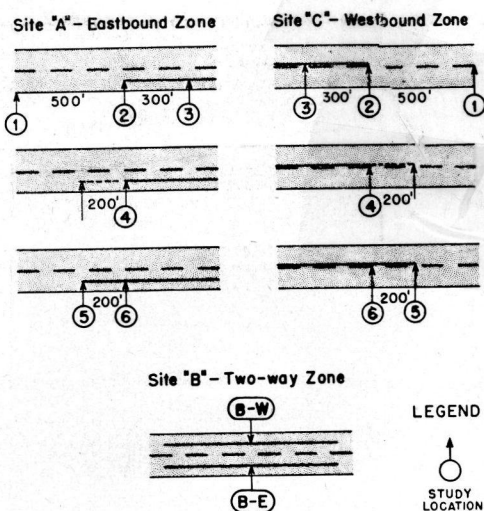 Site "A" - Eastbound Zone
Site "C" - Westbound Zone
500'
300'
1
2
3
3
300'
2
500'
1
200'
4
4
200'
200'
5
6
200'
6
5
Site "B" - Two-way Zone
B-W
B-E
LEGEND
STUDY
LOCATION